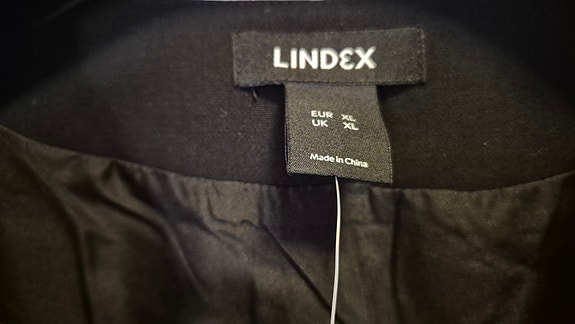 LINDEX
EUR XL
UK XL
Made in China